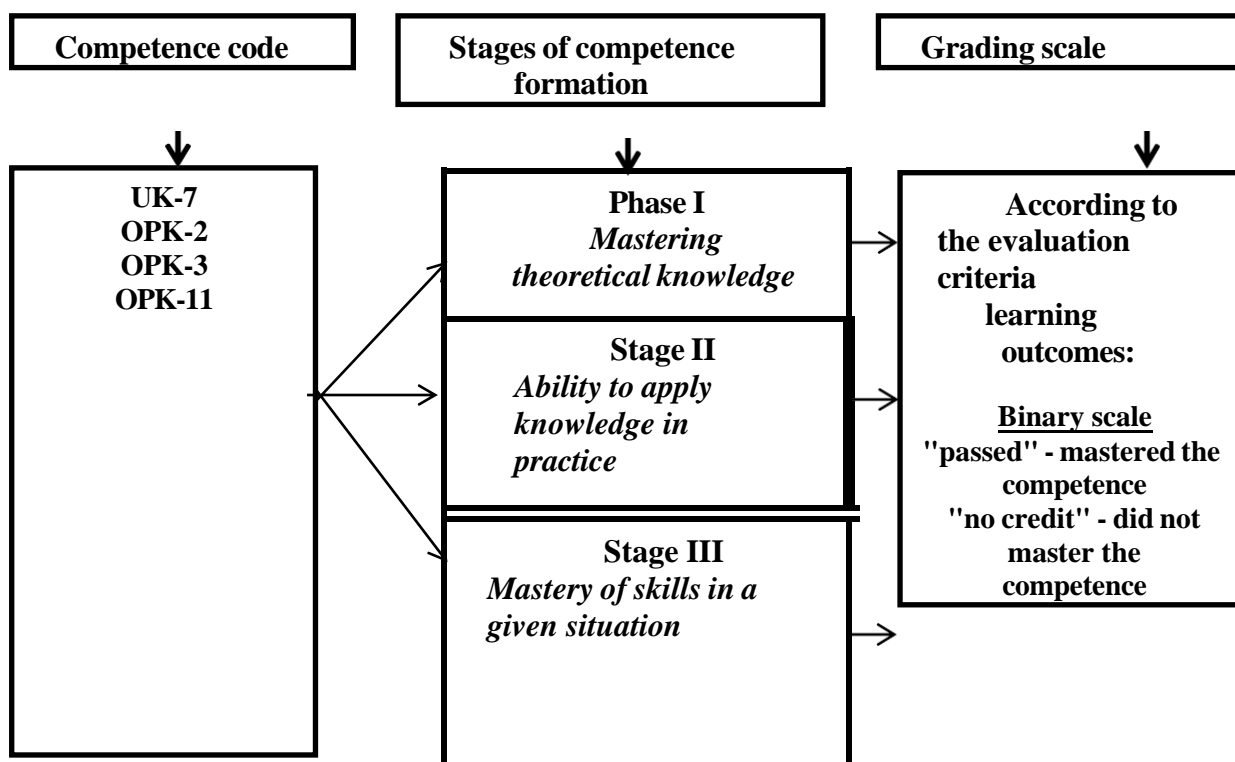 Competence code
Stages of competence
formation
Grading scale
UK-7
OPK-2
OPK-3
OPK-11
Phase I
Mastering
theoretical knowledge
Stage II
Ability to apply
knowledge in
practice
Stage III
Mastery of skills in a
given situation
According to
the evaluation
criteria
learning
outcomes:
Binary scale
"passed" - mastered the
competence
"no credit" - did not
master the
competence